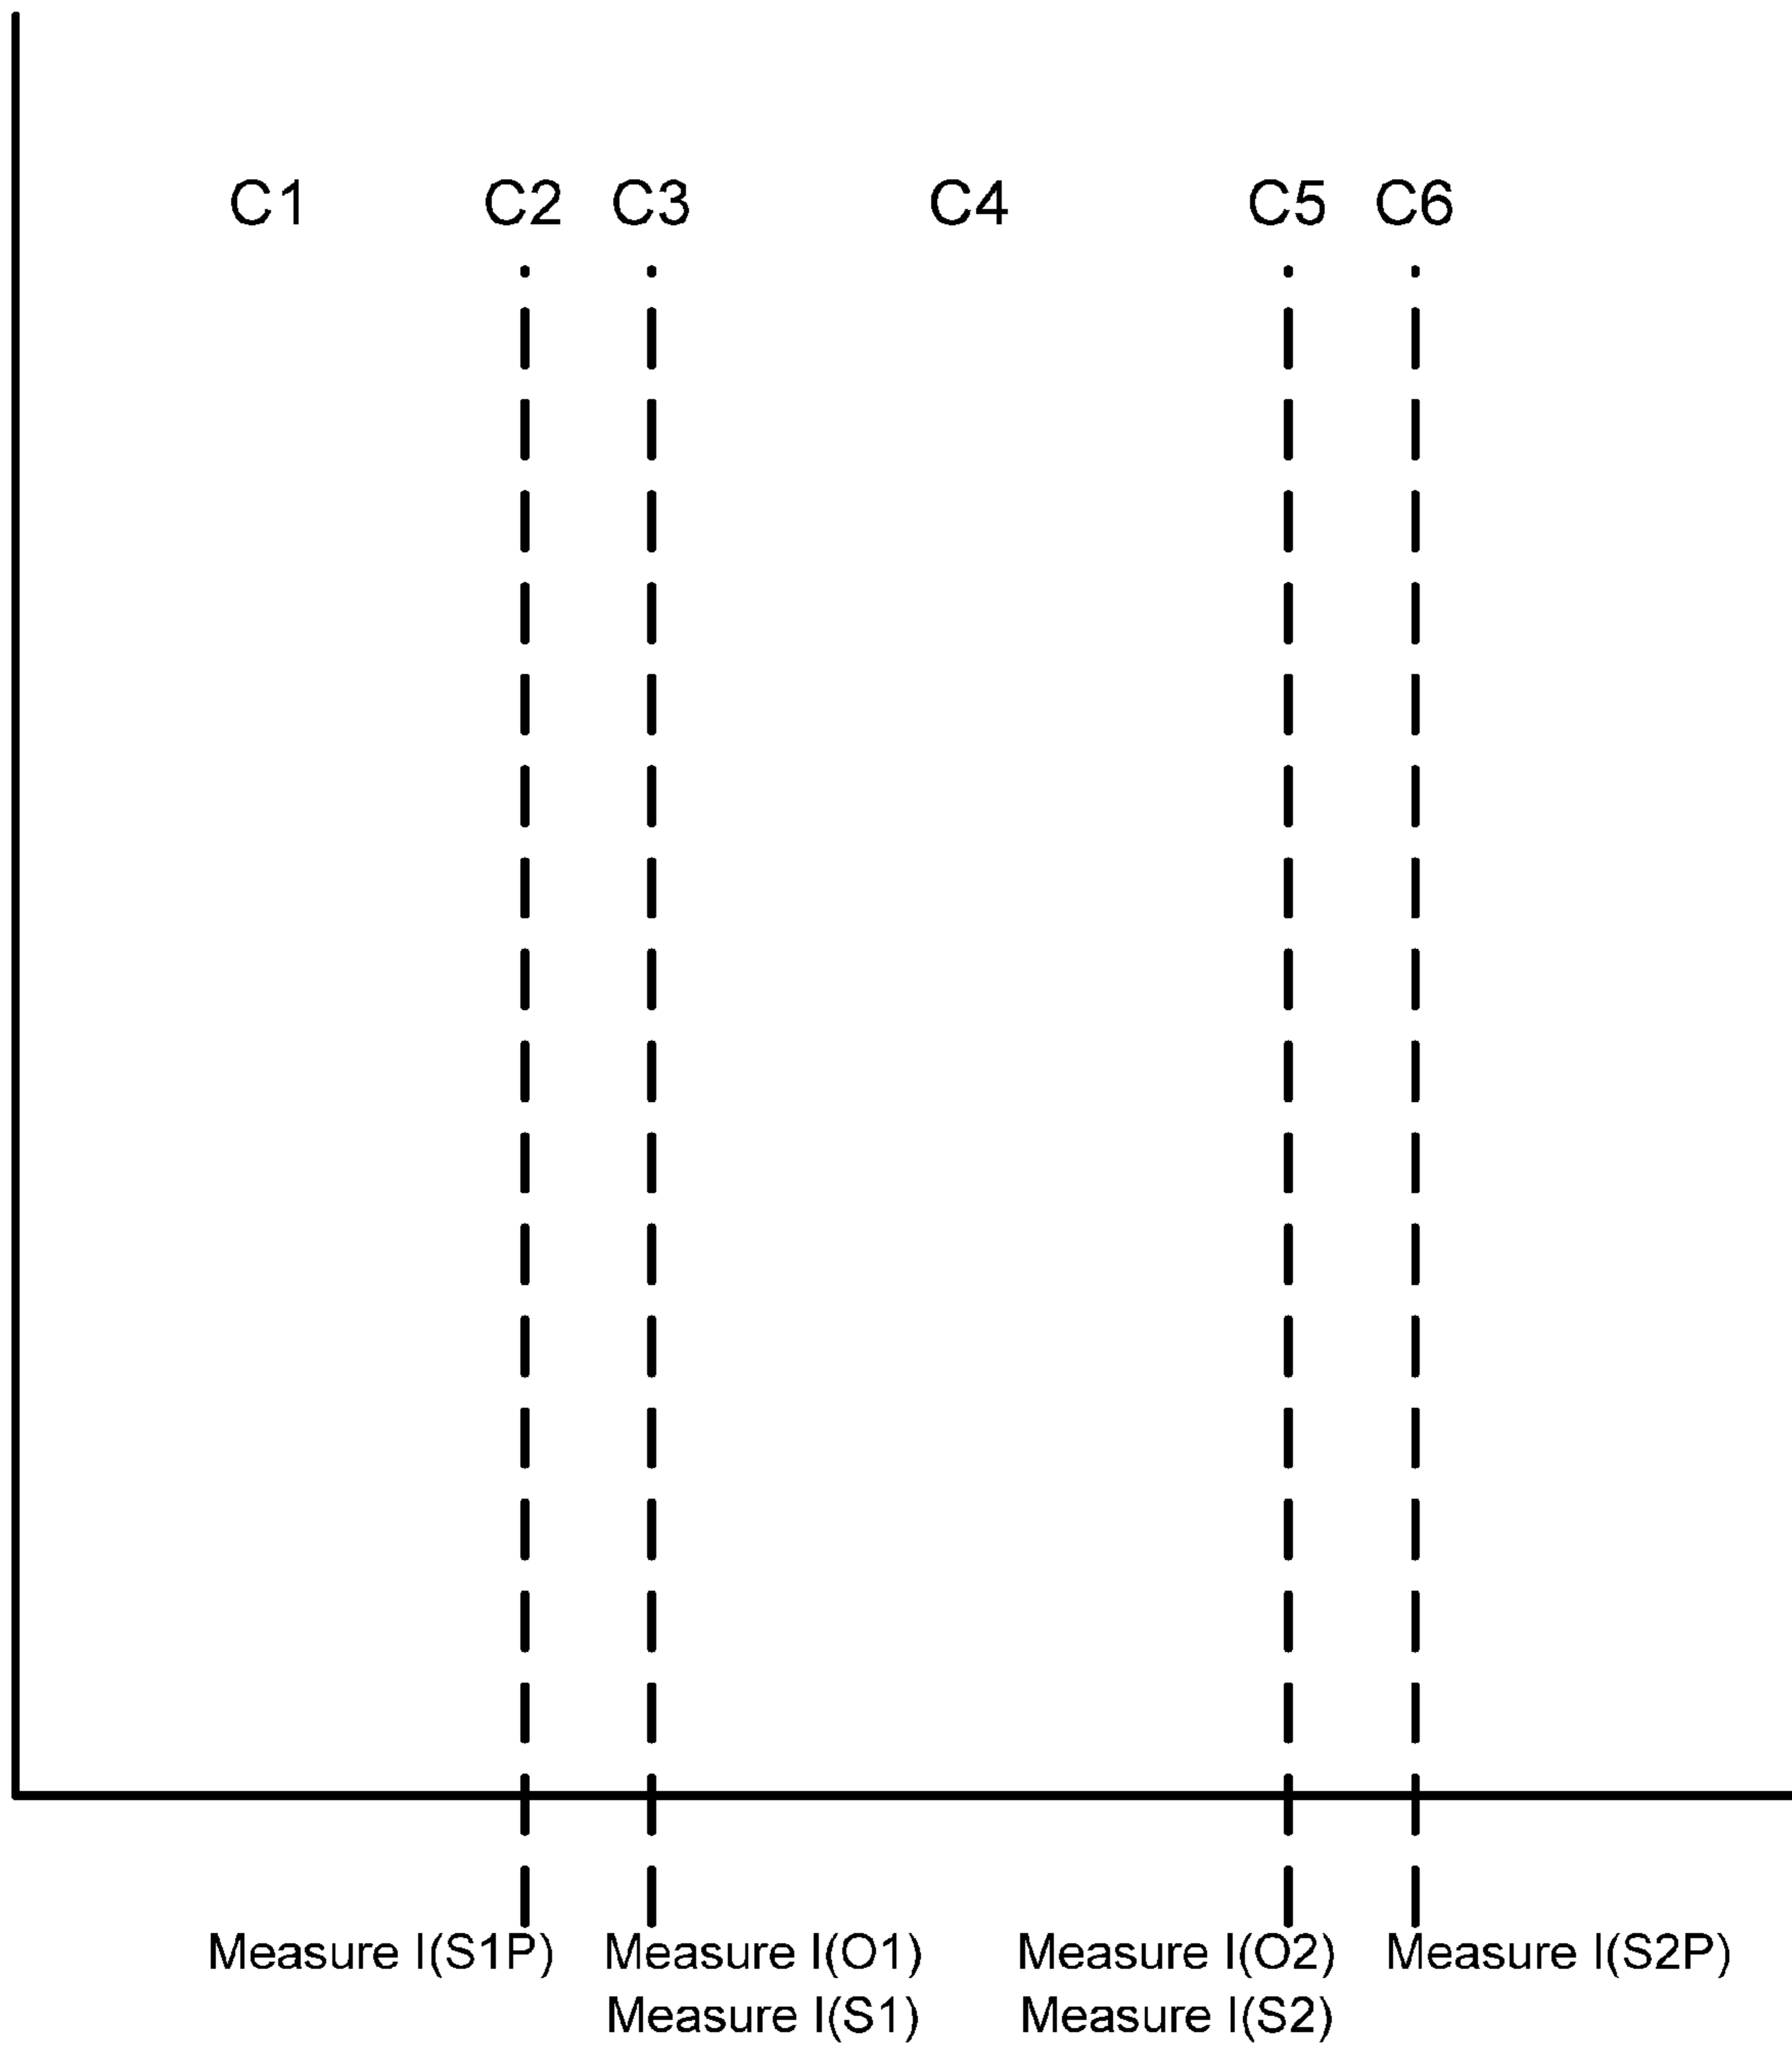 C1 C2 C3 C4 C5 C6
Measure I(S1P) Measure I(O1) Measure I(O2) Measure I(S2P)
Measure I(S1) Measure I(S2)